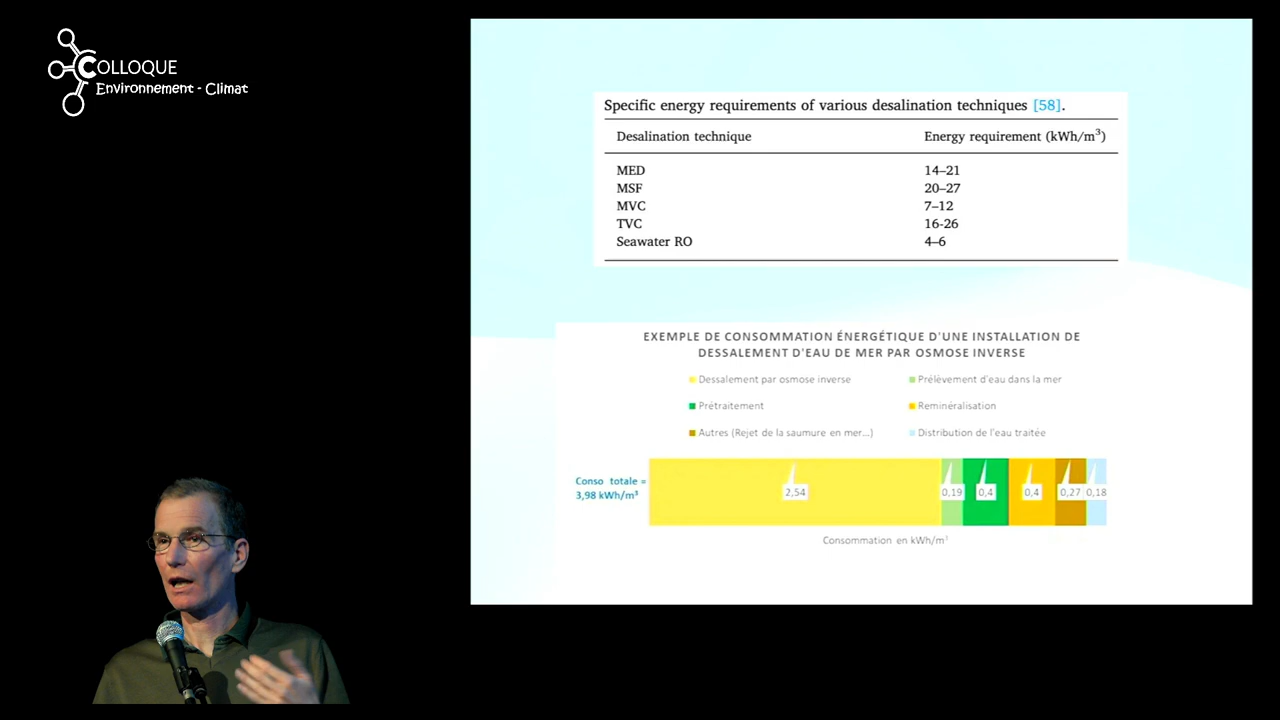 COLLOQUE
Environnement - Climat
Specific energy requirements of various desalination techniques [58].
Desalination technique Energy requirement (kWh/m³)
MED 14–21
MSF 20–27
MVC 7–12
TVC 16-26
Seawater RO 4–6
EXEMPLE DE CONSOMMATION ÉNERGÉTIQUE D'UNE INSTALLATION DE
DESSALEMENT D'EAU DE MER PAR OSMOSE INVERSE
Dessalement par osmose inverse Prélèvement d'eau dans la mer
Prétraitement Reminéralisation
Autres (Rejet de la saumure en mer...) Distribution de l'eau traitée
Conso totale =
3,98 kWh/m³
2,54 0,19 0,4 0,4 0,27 0,18
Consommation en kWh/m³